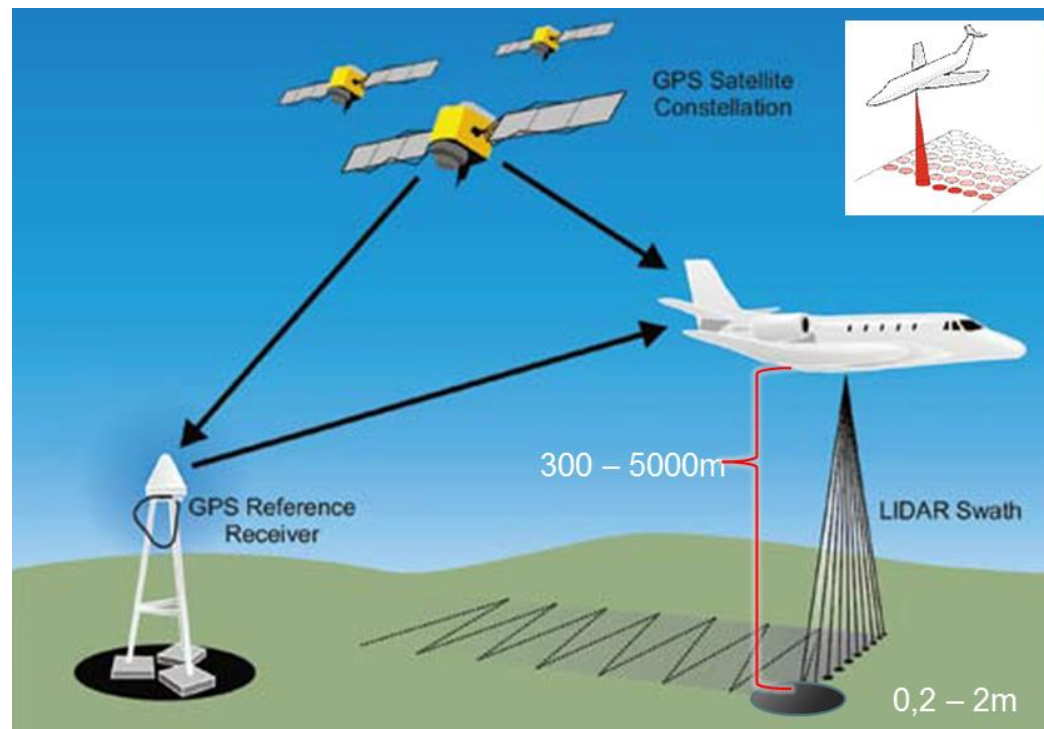 GPS Satellite
Constellation
300 – 5000m
GPS Reference
Receiver
LIDAR Swath
0,2 – 2m